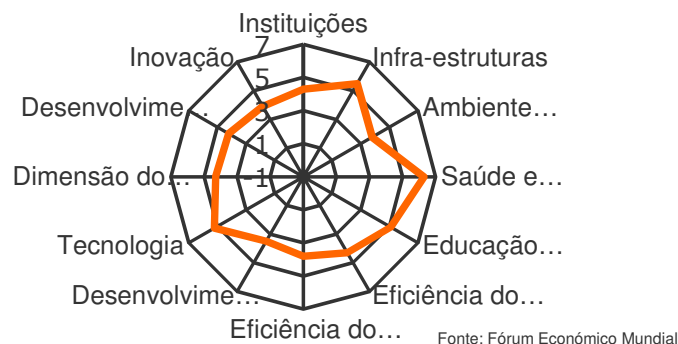 Instituições
Infra-estruturas
Ambiente…
Saúde e…
Educação…
Eficiência do…
Eficiência do…
Desenvolvime…
Tecnologia
Dimensão do…
Desenvolvime…
Inovação
7
5
3
1
-1
Fonte: Fórum Económico Mundial